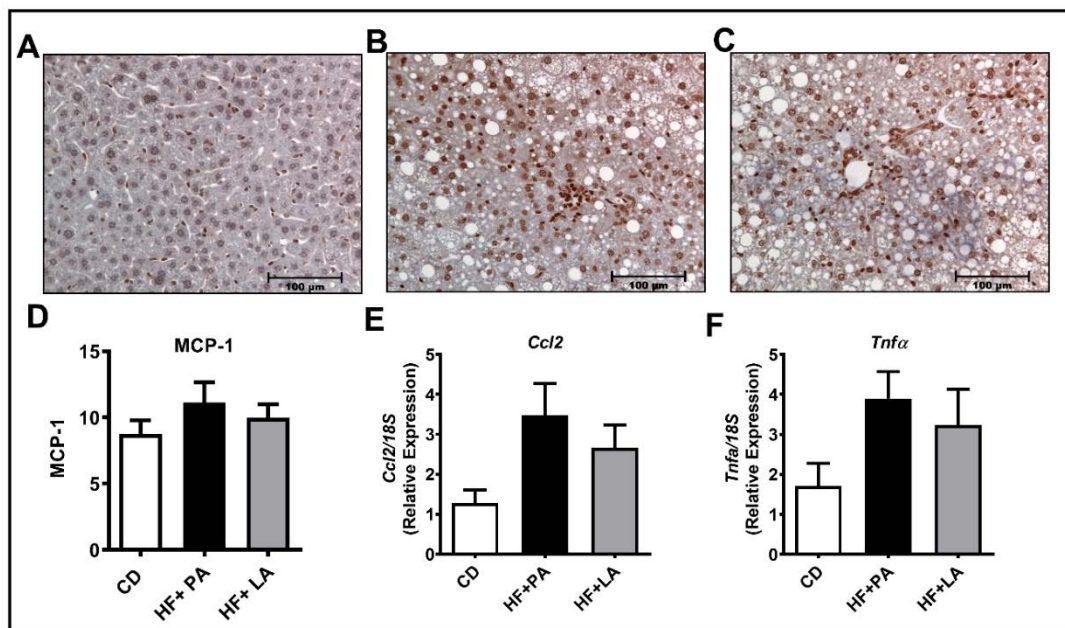 A
B
C
100 µm
100 µm
100 µm
D
E
F
MCP-1
Ccl2
Tnfα
MCP-1
15
10
5
0
CD
HF+ PA
HF+ LA
Ccl2/18S
(Relative Expression)
5
4
3
2
1
0
CD
HF+PA
HF+LA
Tnfa/18S
(Relative Expression)
5
4
3
2
1
0
CD
HF+PA
HF+LA